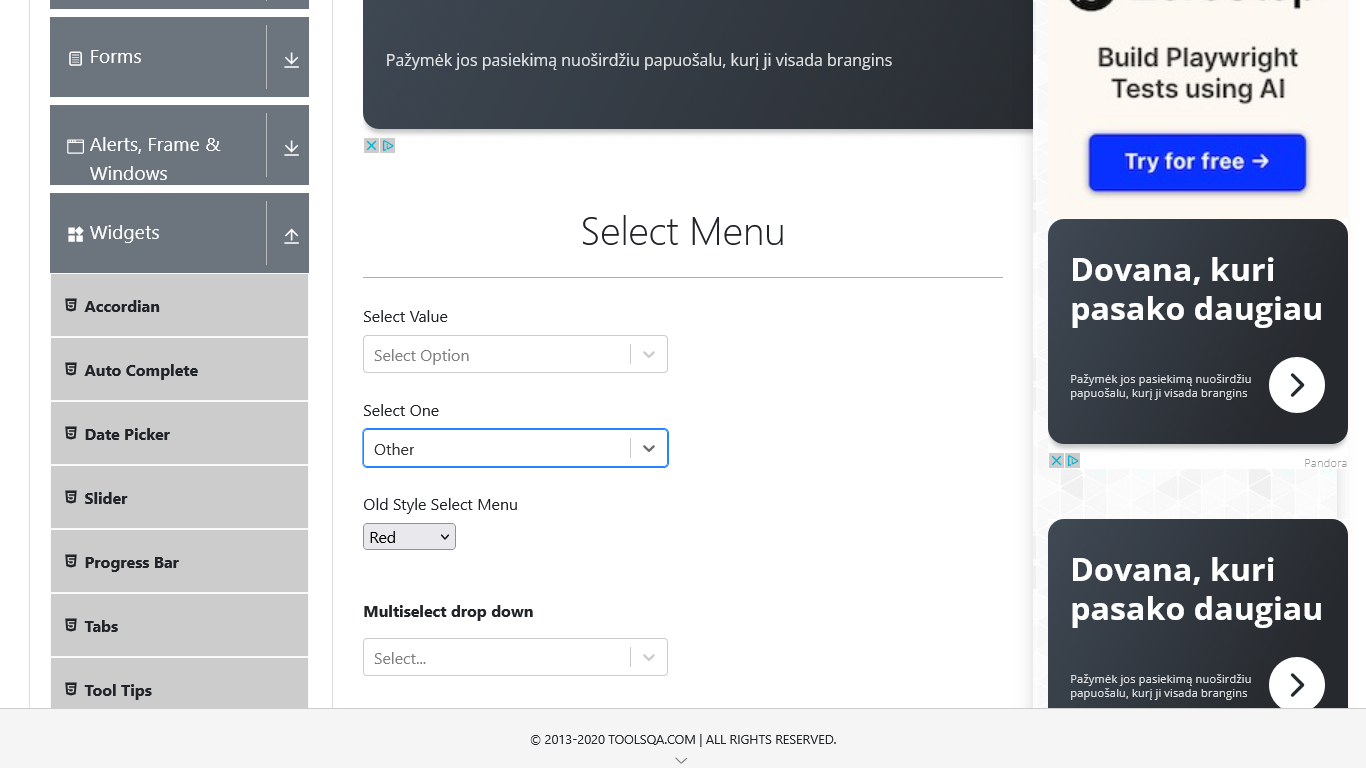 Forms
Alerts, Frame &
Windows
Widgets
Accordian
Auto Complete
Date Picker
Slider
Progress Bar
Tabs
Tool Tips
Pažymėk jos pasiekimą nuoširdžiu papuošalu, kurį ji visada brangins
Select Menu
Select Value
Select Option
Select One
Other
Old Style Select Menu
Red
Multiselect drop down
Select...
Build Playwright
Tests using AI
Try for free →
Dovana, kuri
pasako daugiau
Pažymėk jos pasiekimą nuoširdžiu
papuošalu, kurį ji visada brangins
Pandora
Dovana, kuri
pasako daugiau
Pažymėk jos pasiekimą nuoširdžiu
papuošalu, kurį ji visada brangins
© 2013-2020 TOOLSQA.COM | ALL RIGHTS RESERVED.